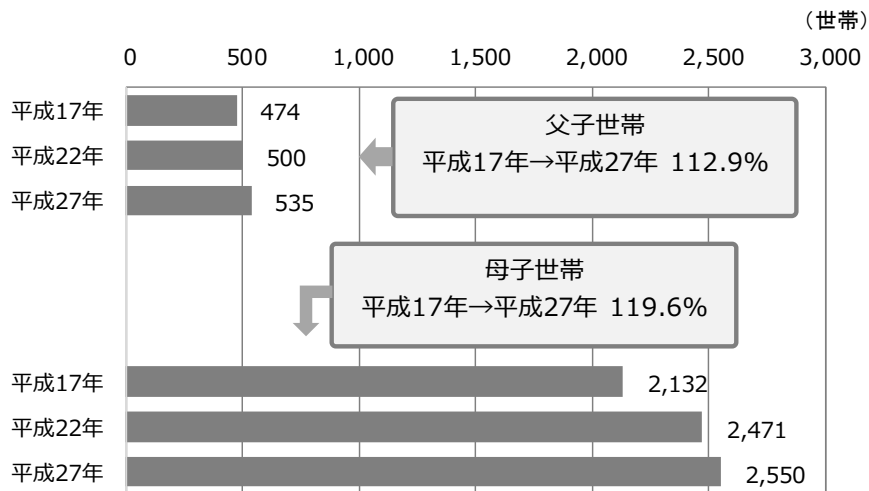 （世帯）
0 500 1,000 1,500 2,000 2,500 3,000
平成17年 474
平成22年 500
平成27年 535
父子世帯
平成17年→平成27年 112.9%
母子世帯
平成17年→平成27年 119.6%
平成17年 2,132
平成22年 2,471
平成27年 2,550